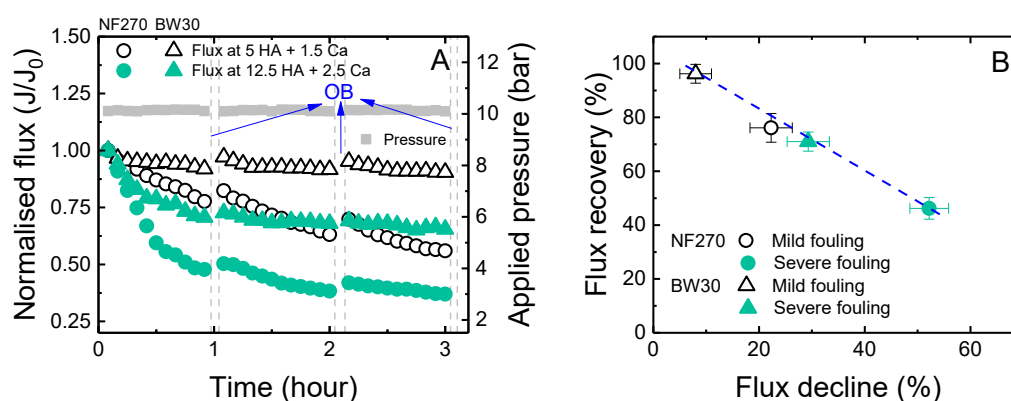 NF270 BW30
Flux at 5 HA + 1.5 Ca
Flux at 12.5 HA + 2.5 Ca
A
OB
Pressure
Normalised flux (J/J0)
1.50
1.25
1.00
0.75
0.50
0.25
0
1
2
3
Time (hour)
12
10
8
6
4
2
Applied pressure (bar)
B
Flux recovery (%)
100
80
60
40
20
0
NF270
Mild fouling
Severe fouling
BW30
Mild fouling
Severe fouling
0
20
40
60
Flux decline (%)